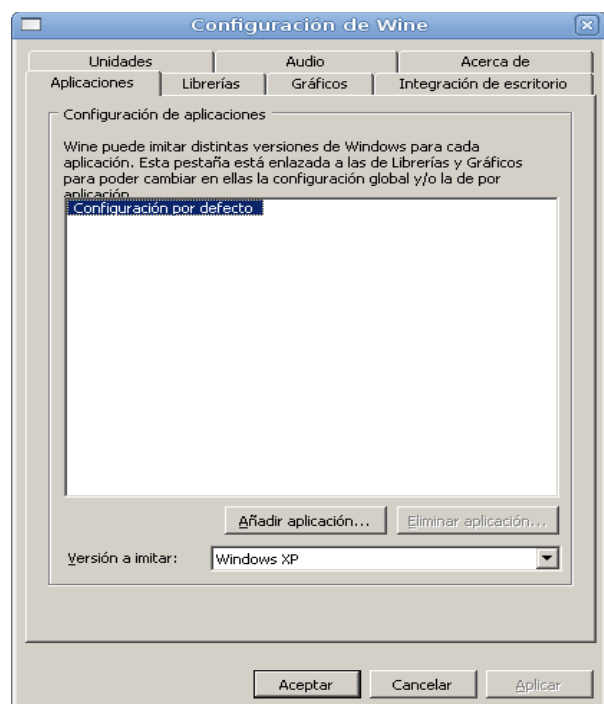 Configuración de Wine
Unidades Audio Acerca de
Aplicaciones Librerías Gráficos Integración de escritorio
Configuración de aplicaciones
Wine puede imitar distintas versiones de Windows para cada
aplicación. Esta pestaña está enlazada a las de Librerías y Gráficos
para poder cambiar en ellas la configuración global y/o la de por
aplicación
Configuración por defecto
Añadir aplicación... Eliminar aplicación...
Versión a imitar: Windows XP
Aceptar Cancelar Aplicar